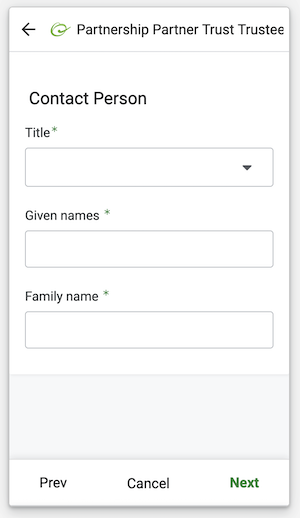 Partnership Partner Trust Trustee
Contact Person
Title*
Given names *
Family name *
Prev Cancel Next